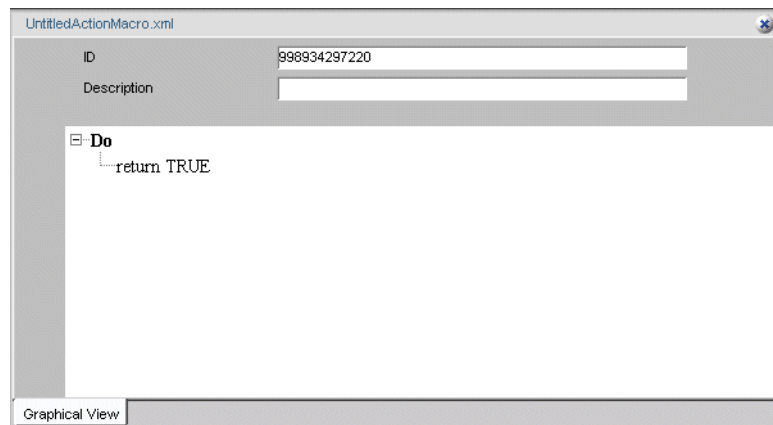 UntitledActionMacro.xml
ID 998934297220
Description
Do
return TRUE
Graphical View